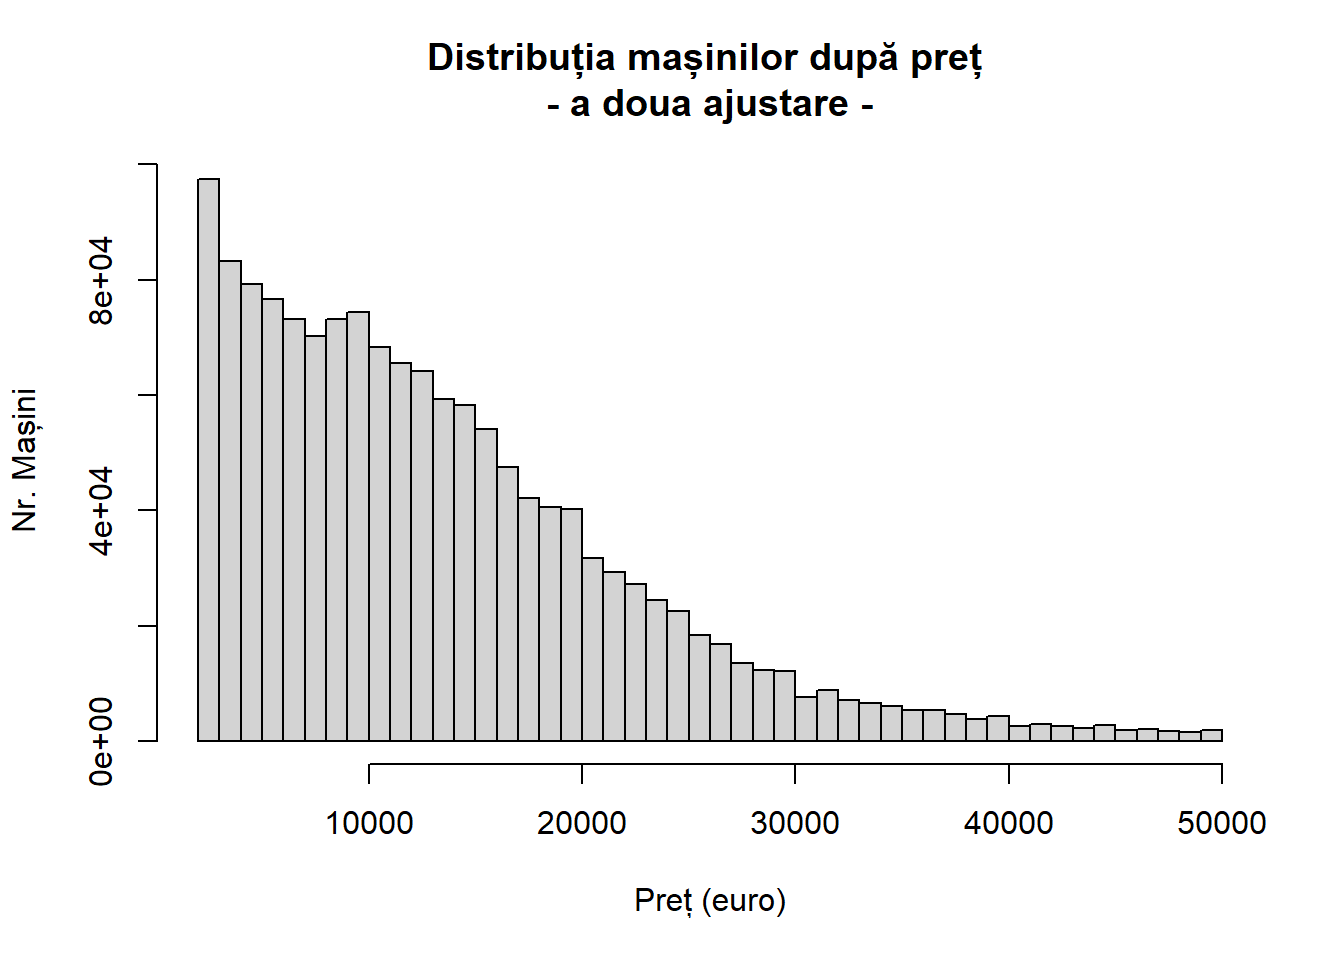 Distribuția mașinilor după preț
- a doua ajustare -
Nr. Mașini
8e+04
4e+04
0e+00
10000 20000 30000 40000 50000
Preț (euro)